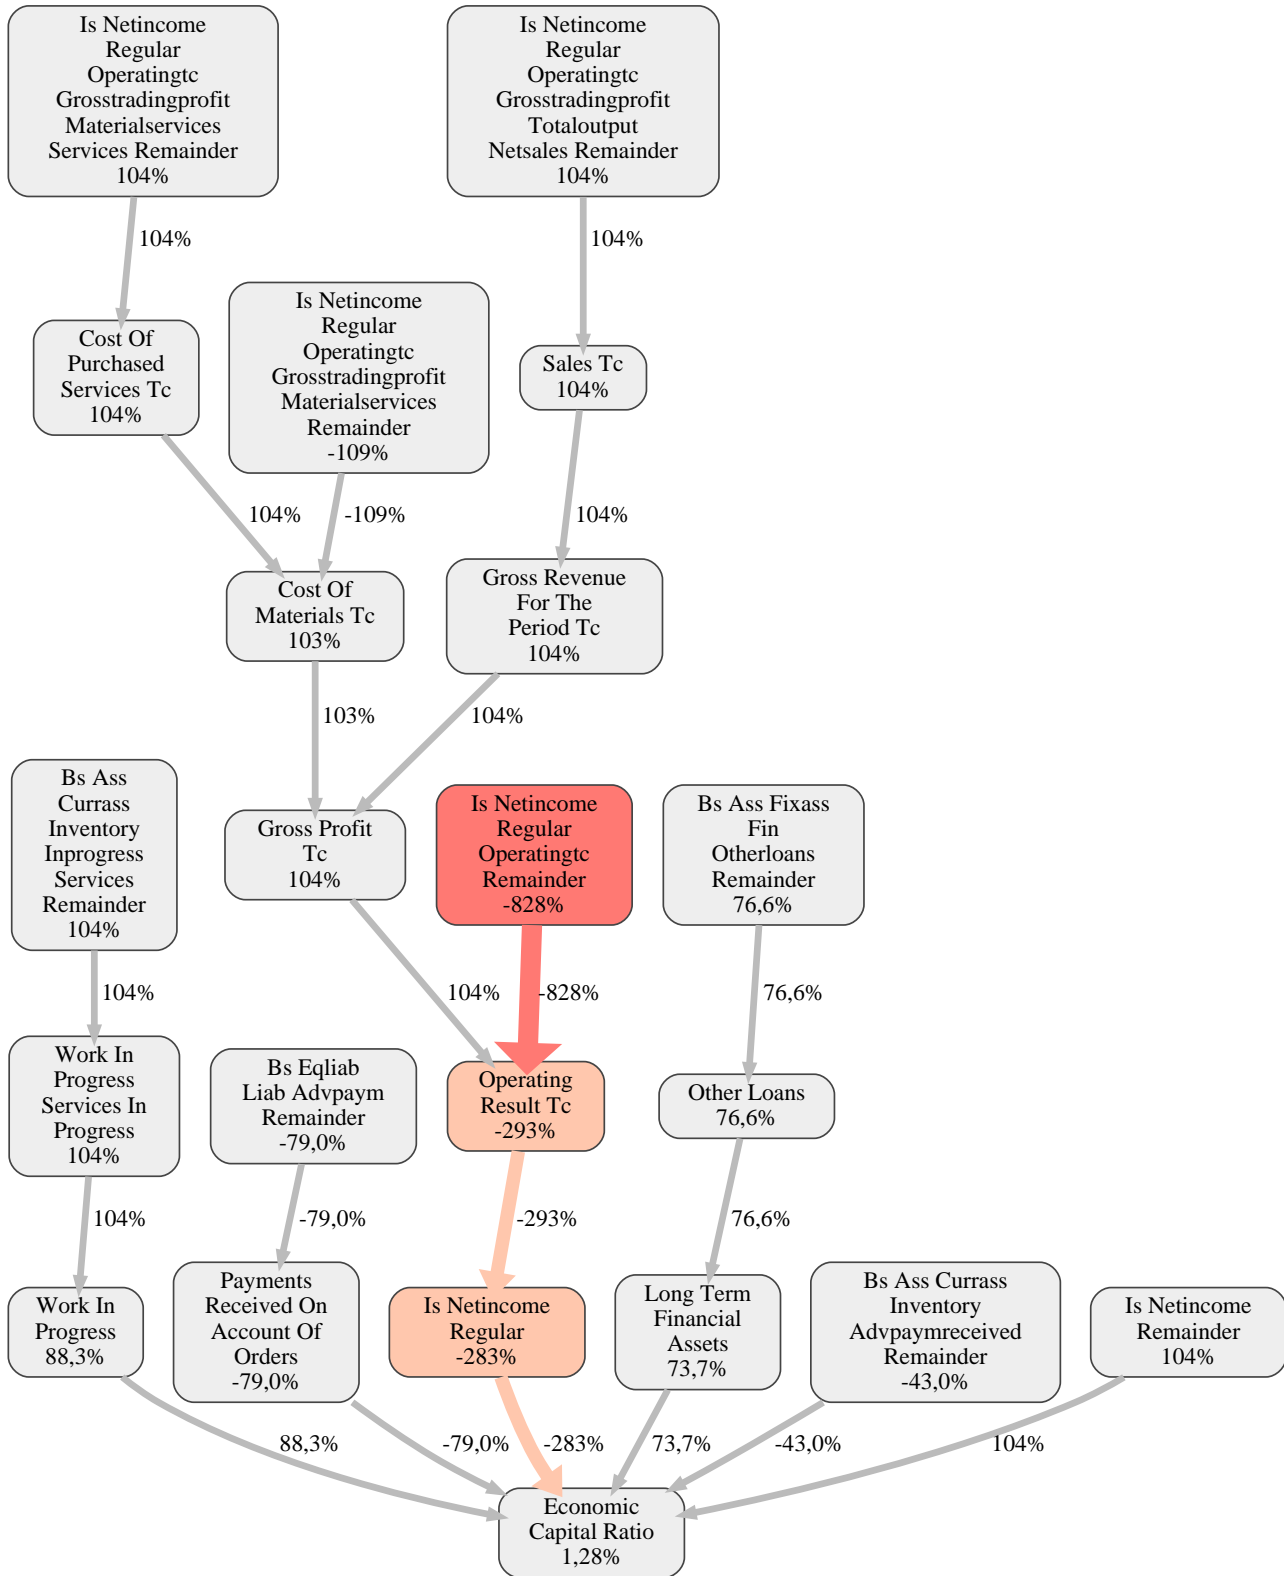 Is Netincome
Regular
Operatingtc
Grosstradingprofit
Materialservices
Services Remainder
104%
Is Netincome
Regular
Operatingtc
Grosstradingprofit
Totaloutput
Netsales Remainder
104%
104%
104%
Is Netincome
Regular
Operatingtc
Grosstradingprofit
Materialservices
Remainder
-109%
Cost Of
Purchased
Services Tc
104%
Sales Tc
104%
104%
-109%
104%
Cost Of
Materials Tc
103%
Gross Revenue
For The
Period Tc
104%
103%
104%
Bs Ass
Currass
Inventory
Inprogress
Services
Remainder
104%
Gross Profit
Tc
104%
Is Netincome
Regular
Operatingtc
Remainder
-828%
Bs Ass Fixass
Fin
Otherloans
Remainder
76,6%
104%
104%
-828%
76,6%
Work In
Progress
Services In
Progress
104%
Bs Eqliab
Liab Advpaym
Remainder
-79,0%
Operating
Result Tc
-293%
Other Loans
76,6%
104%
-79,0%
-293%
76,6%
Work In
Progress
88,3%
Payments
Received On
Account Of
Orders
-79,0%
Is Netincome
Regular
-283%
Long Term
Financial
Assets
73,7%
Bs Ass Currass
Inventory
Advpaymreceived
Remainder
-43,0%
Is Netincome
Remainder
104%
88,3%
-79,0%
-283%
73,7%
-43,0%
104%
Economic
Capital Ratio
1,28%